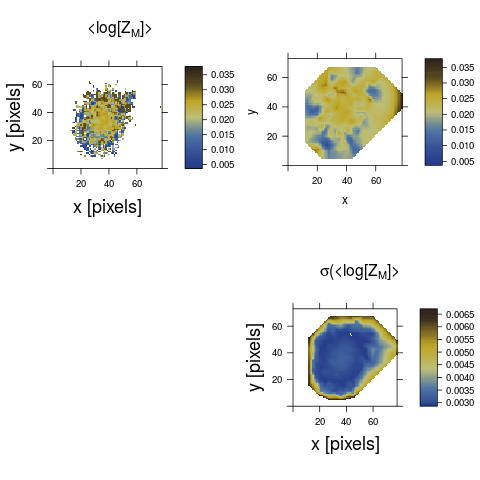 <log[Z_M]>
y [pixels]
60
40
20
20 40 60
x [pixels]
0.035
0.030
0.025
0.020
0.015
0.010
0.005
y
60
40
20
20 40 60
x
0.035
0.030
0.025
0.020
0.015
0.010
0.005
σ(<log[Z_M]>
y [pixels]
60
40
20
20 40 60
x [pixels]
0.0065
0.0060
0.0055
0.0050
0.0045
0.0040
0.0035
0.0030